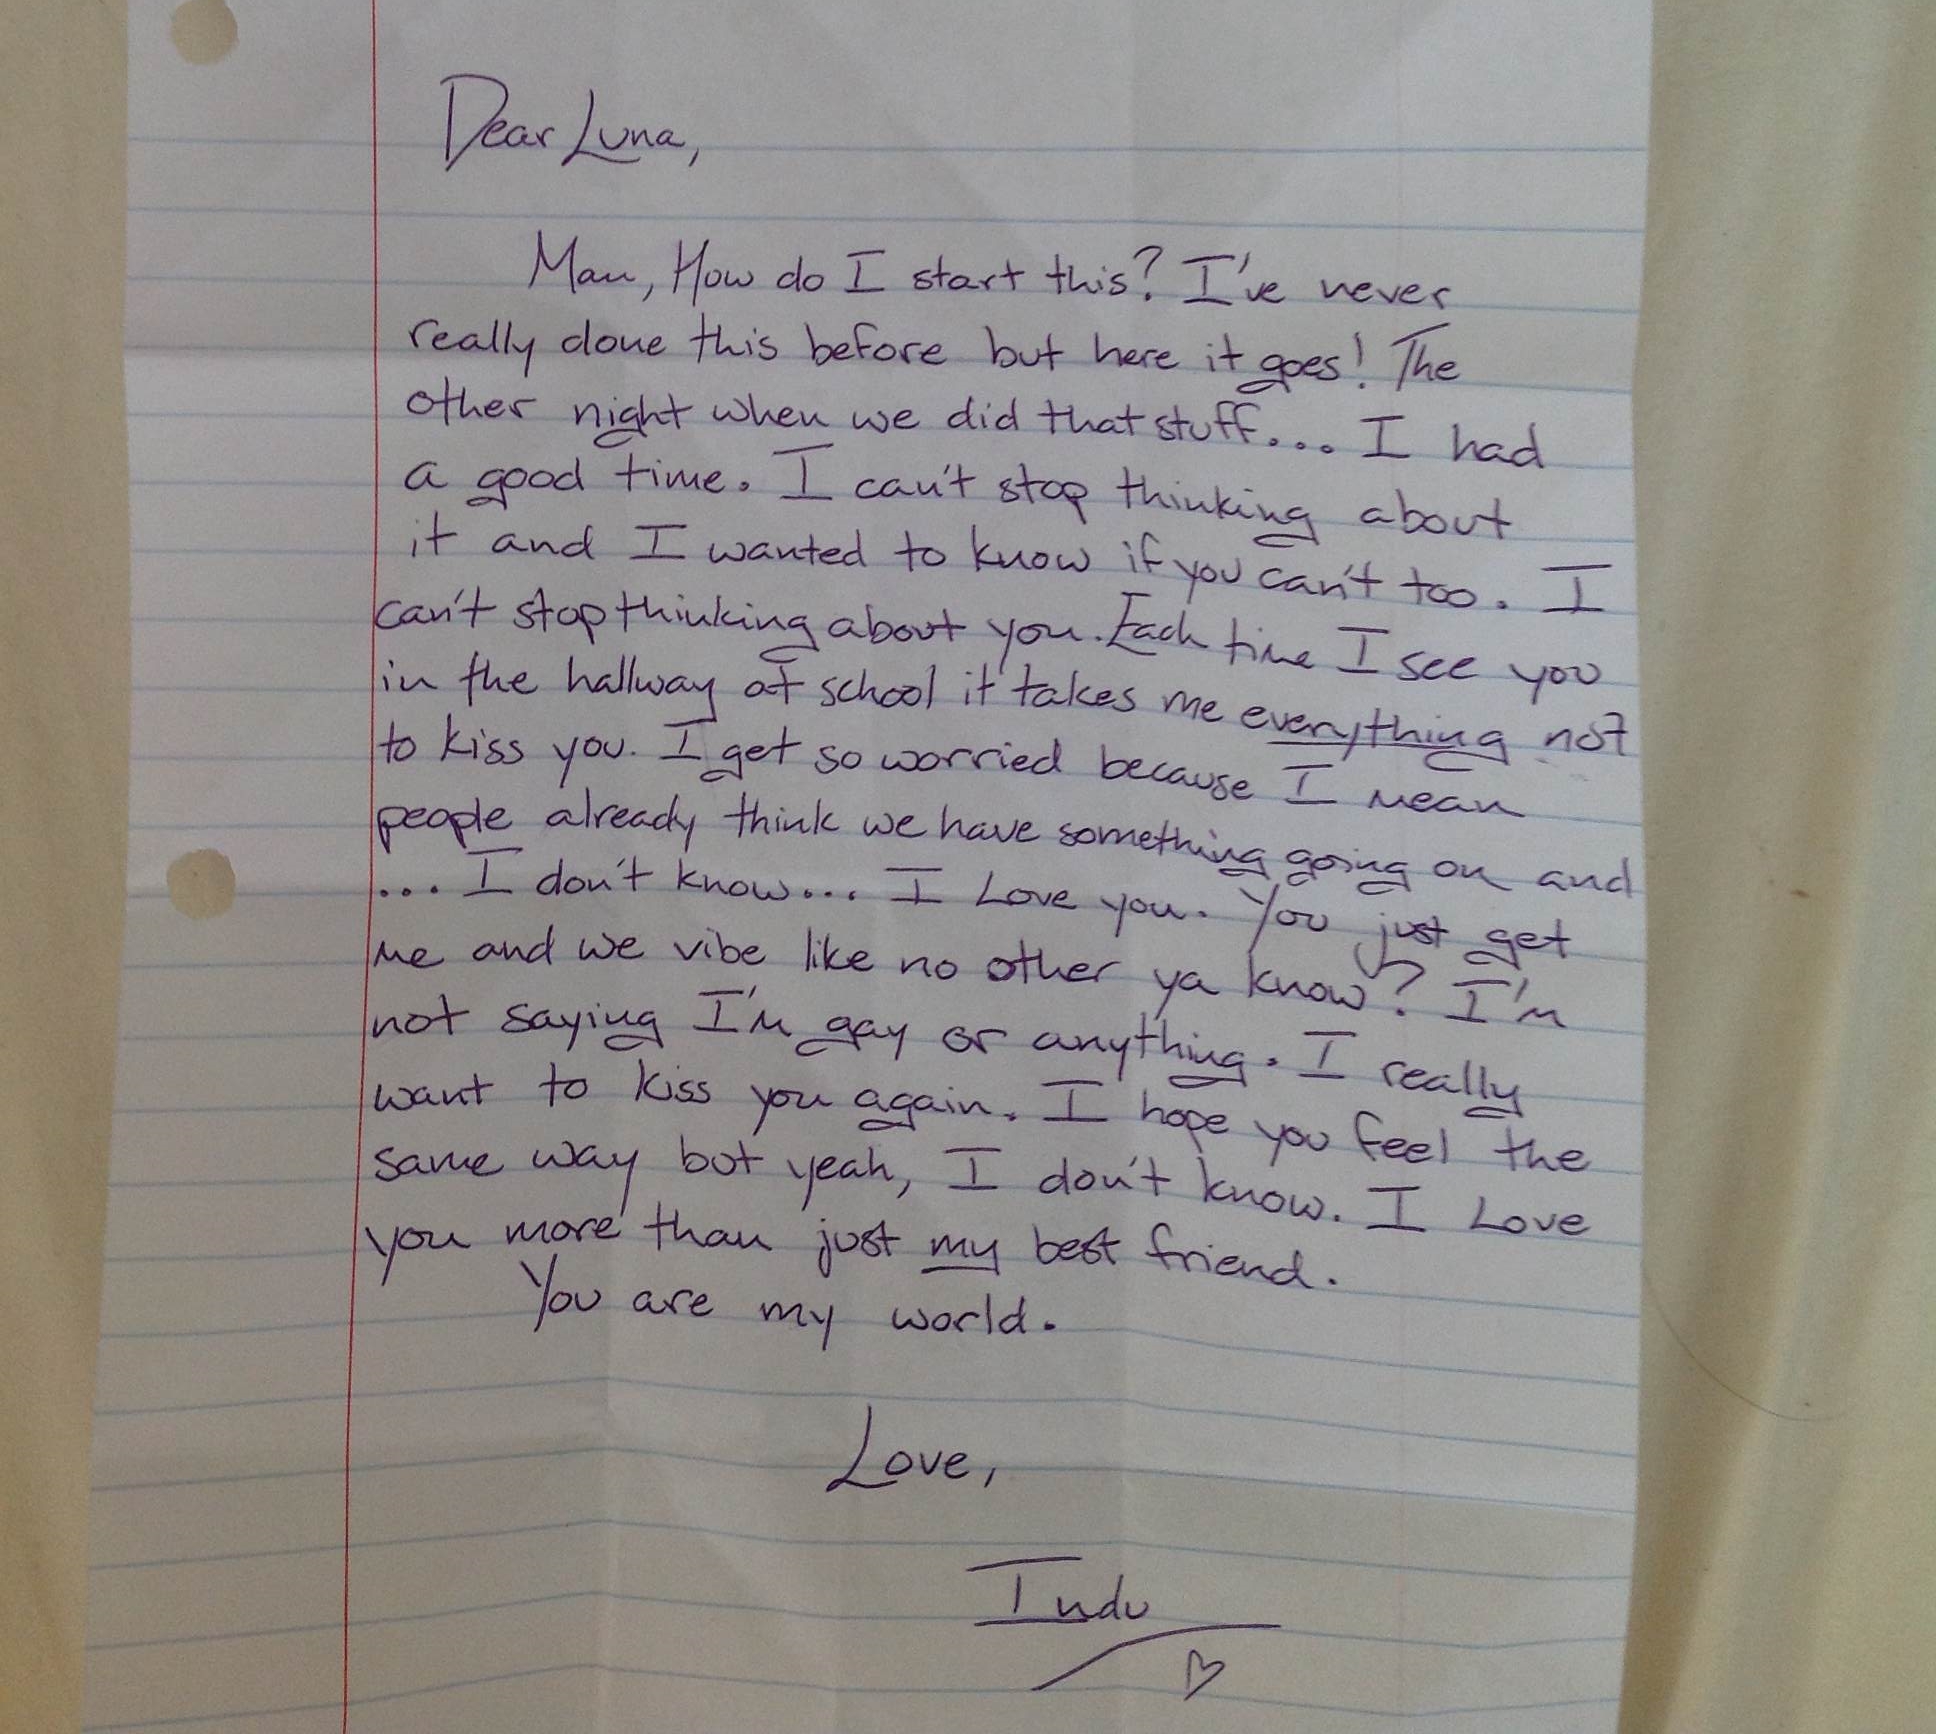 Dear Luna,
Man, How do I start this? I've never
really done this before but here it goes! The
other night when we did that stuff... I had
a good time. I can't stop thinking about
it and I wanted to know if you can't too. I
can't stop thinking about you. Each time I see you
in the hallway at school it takes me everything not
to kiss you. I get so worried because I mean
people already think we have something going on and
... I don't know... I Love you. You just get
me and we vibe like no other ya know? I'm
not saying I'm gay or anything. I really
want to kiss you again. I hope you feel the
same way but yeah, I don't know. I Love
you more than just my best friend.
You are my world.
Love,
Indu